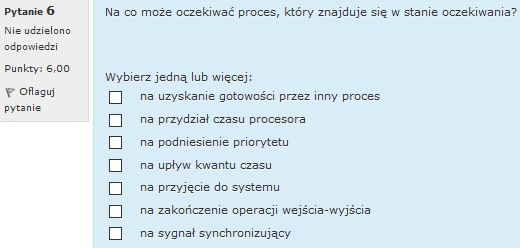 Pytanie 6
Nie udzielono
odpowiedzi
Punkty: 6,00
Oflaguj
pytanie
Na co może oczekiwać proces, który znajduje się w stanie oczekiwania?
Wybierz jedną lub więcej:
na uzyskanie gotowości przez inny proces
na przydział czasu procesora
na podniesienie priorytetu
na upływ kwantu czasu
na przyjęcie do systemu
na zakończenie operacji wejścia-wyjścia
na sygnał synchronizujący